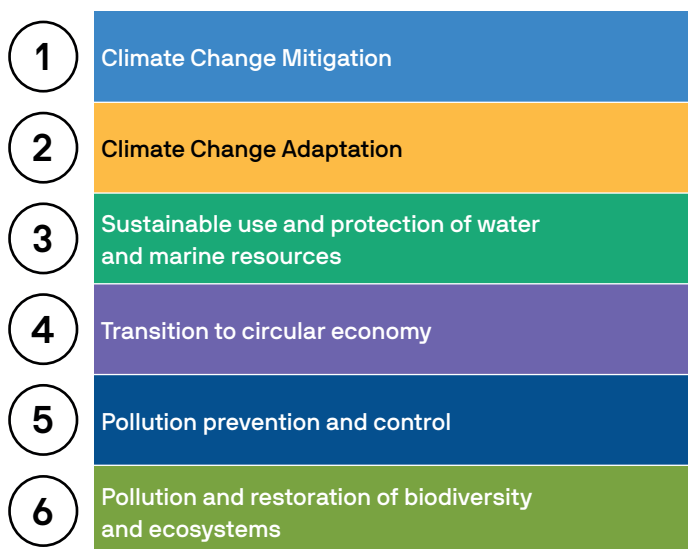 1
Climate Change Mitigation
2
Climate Change Adaptation
3
Sustainable use and protection of water
and marine resources
4
Transition to circular economy
5
Pollution prevention and control
6
Pollution and restoration of biodiversity
and ecosystems